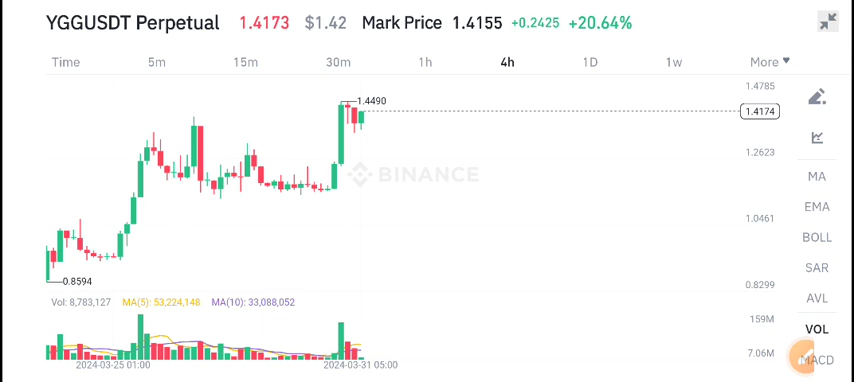 YGGUSDT Perpetual 1.4173 $1.42 Mark Price 1.4155 +0.2425 +20.64%
Time 5m 15m 30m 1h 4h 1D 1w More
1.4785
1.4490
1.4174
1.2623
BINANCE
1.0461
0.8594
0.8299
Vol: 8,783,127 MA(5): 53,224,148 MA(10): 33,088,052
159M
7.06M
2024-03-25 01:00 2024-03-31 05:00
MA
EMA
BOLL
SAR
AVL
VOL
MACD